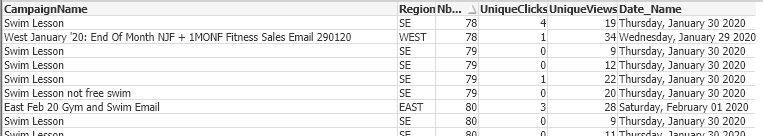 CampaignName Region Nb... UniqueClicks UniqueViews Date_Name
Swim Lesson SE 78 4 19 Thursday, January 30 2020
West January '20: End Of Month NJF + 1MONF Fitness Sales Email 290120 WEST 78 1 34 Wednesday, January 29 2020
Swim Lesson SE 79 0 9 Thursday, January 30 2020
Swim Lesson SE 79 0 12 Thursday, January 30 2020
Swim Lesson SE 79 1 22 Thursday, January 30 2020
Swim Lesson not free swim SE 79 0 20 Thursday, January 30 2020
East Feb 20 Gym and Swim Email EAST 80 3 28 Saturday, February 01 2020
Swim Lesson SE 80 0 9 Thursday, January 30 2020
Swim Lesson SE 80 0 11 Thursday, January 30 2020